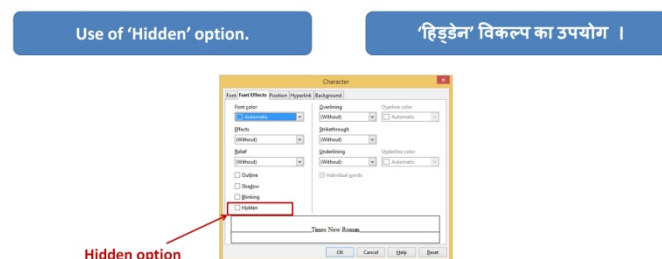 Use of ‘Hidden’ option.
‘हिड्डेन’ विकल्प का उपयोग ।
Character
Font Font Effects Position Hyperlink Background
Font color
Overlining
Overline color
Automatic
(Without)
Automatic
Effects
Strikethrough
(Without)
(Without)
Relief
Underlining
Underline color
(Without)
(Without)
Automatic
Outline
Individual words
Shadow
Blinking
Hidden
Times New Roman
OK Cancel Help Reset
Hidden option